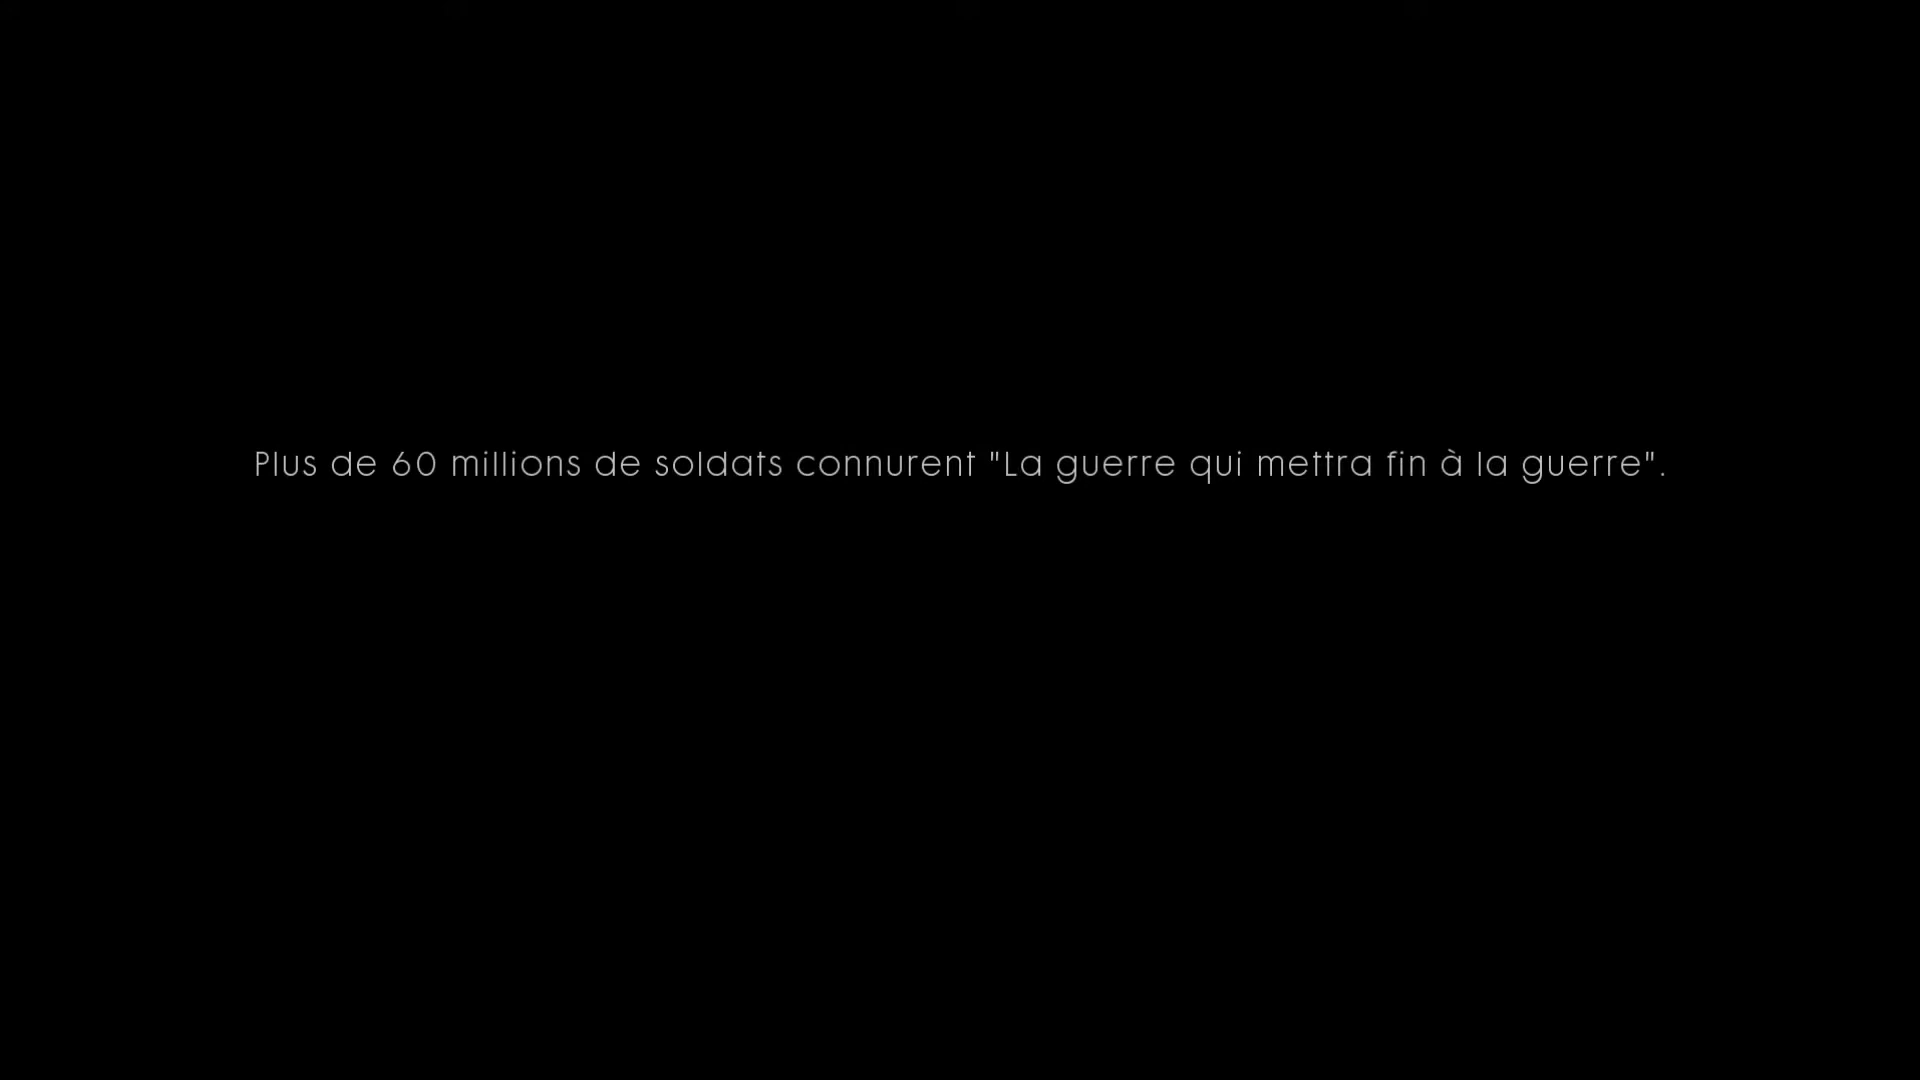 Plus de 60 millions de soldats connurent "La guerre qui mettra fin à la guerre".